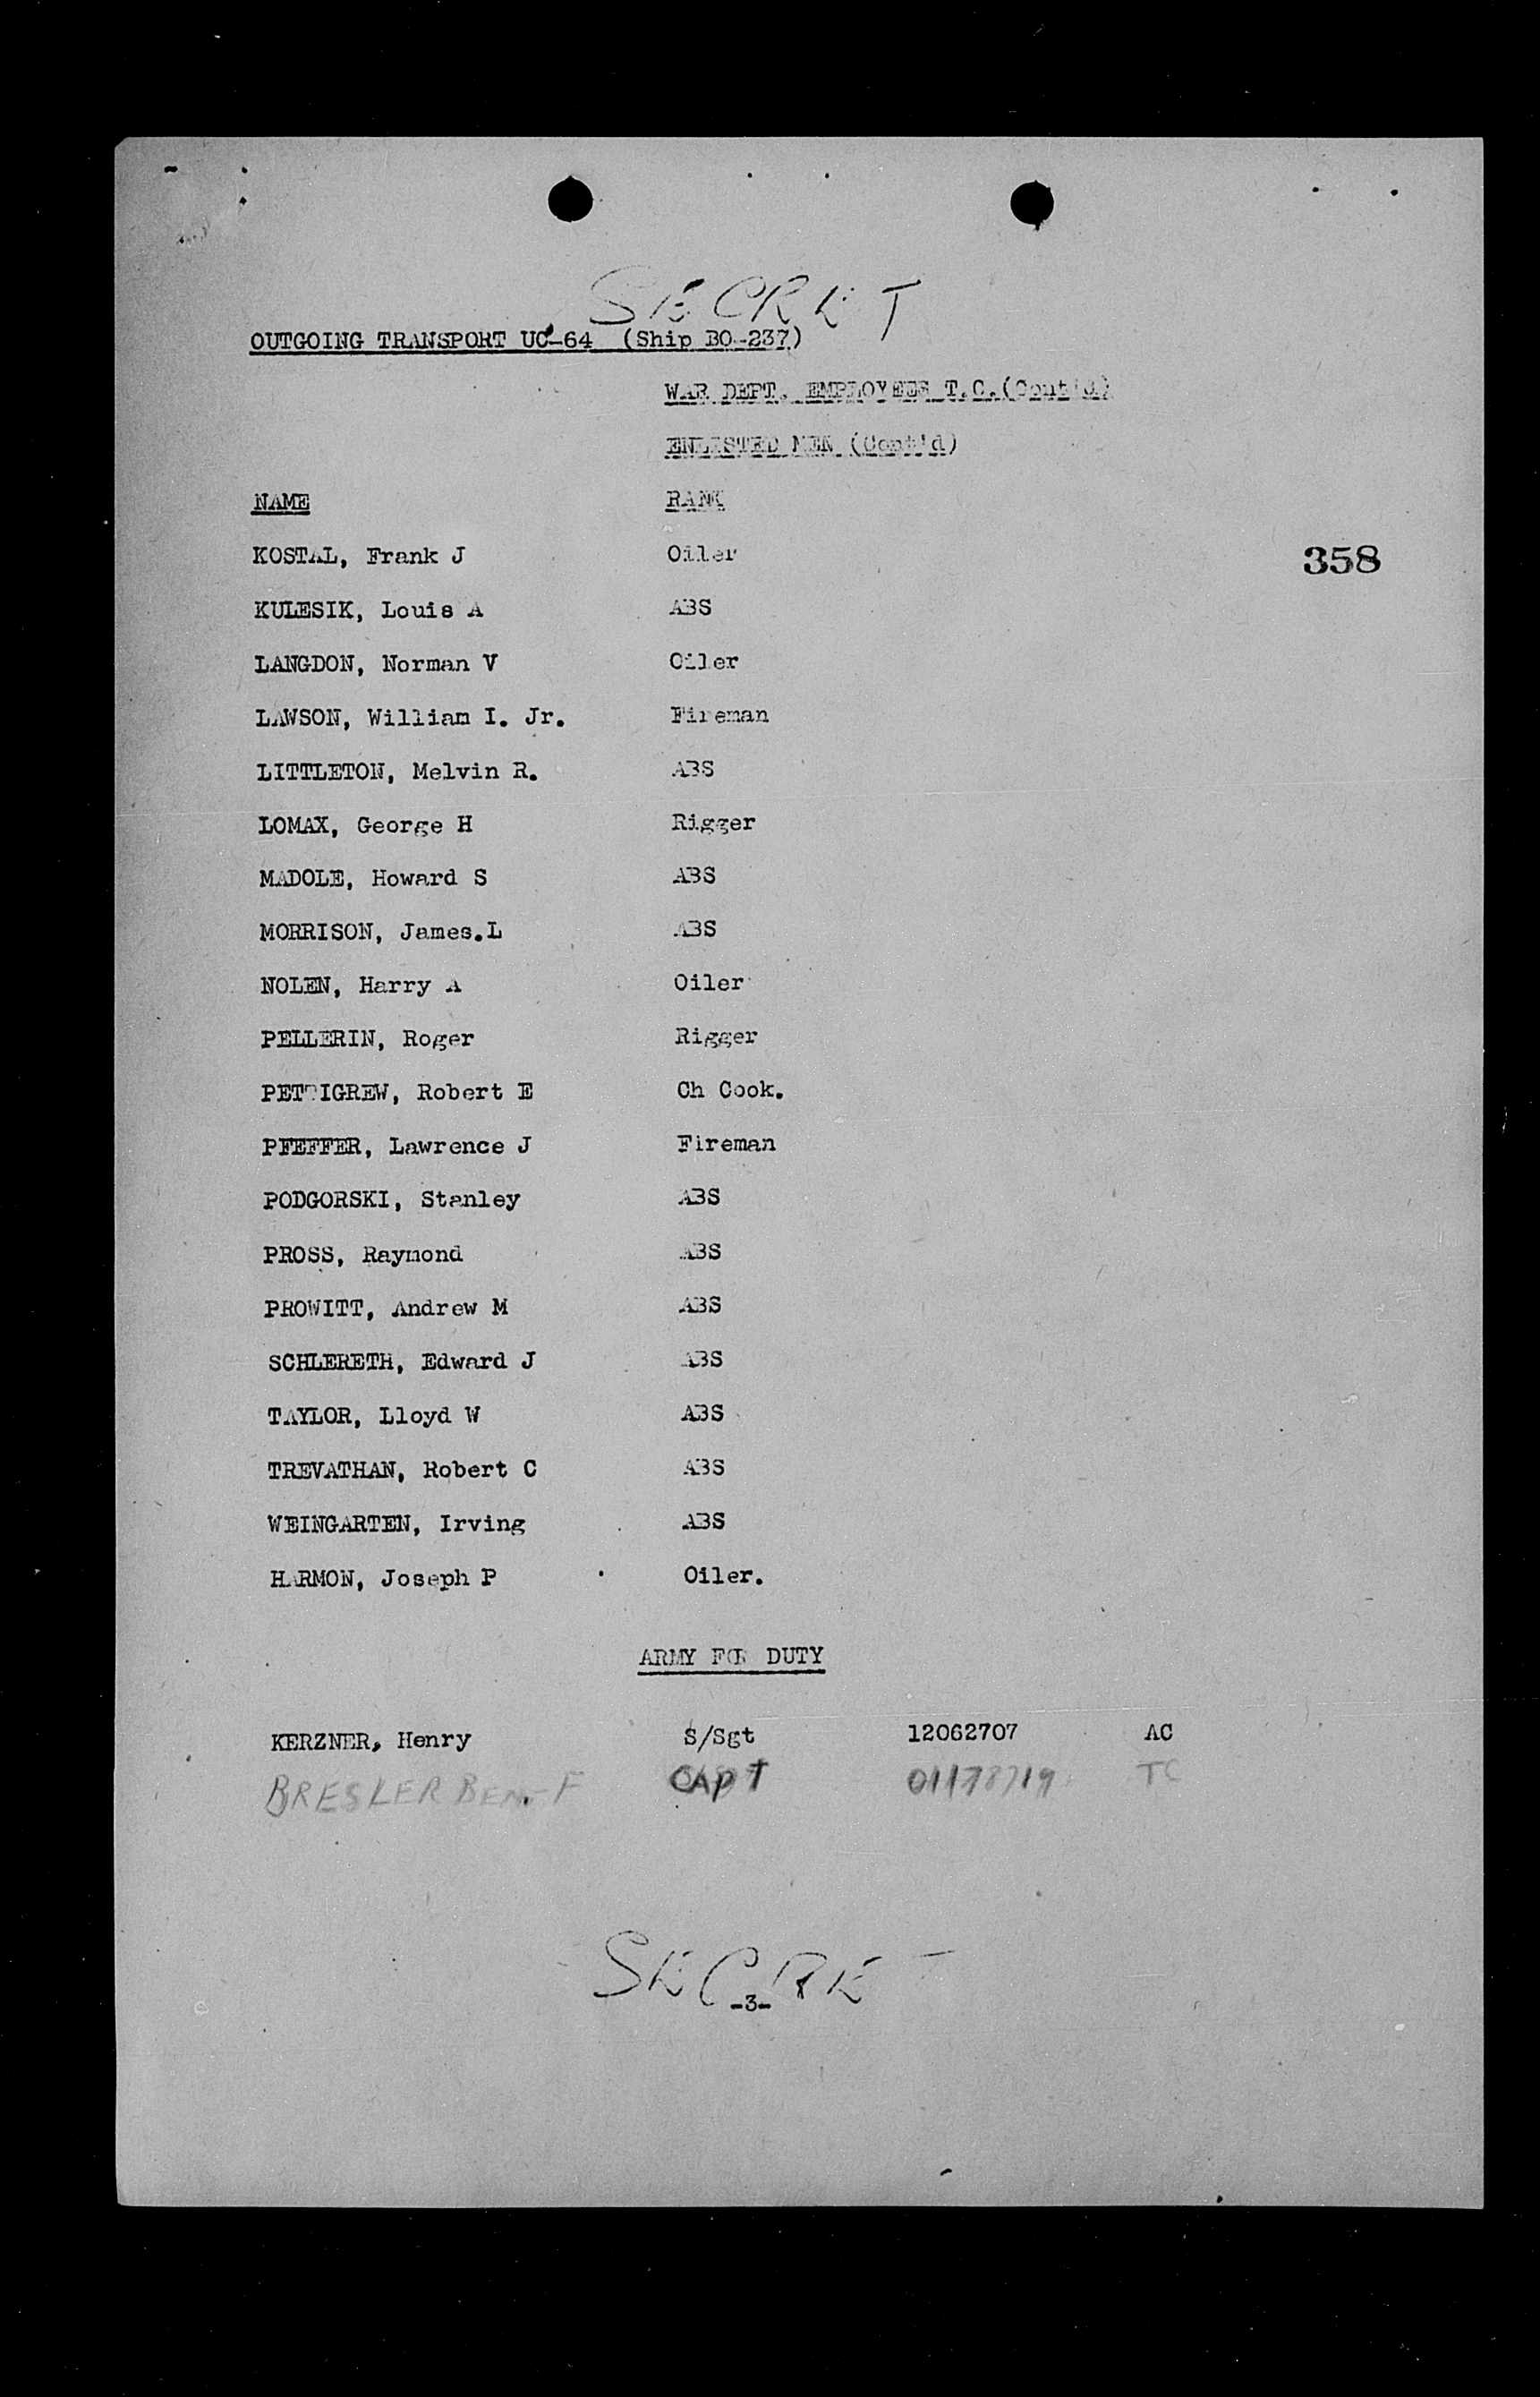 SECRET
OUTGOING TRANSPORT UC-64 (Ship BO-237)
WAR DEPT. EMPLOYEES T.C.(Cont'd)
ENLISTED MEN (Cont'd)
NAME RANK
KOSTAL, Frank J Oiler 358
KULESIK, Louis A ABS
LANGDON, Norman V Oiler
LAWSON, William I. Jr. Fireman
LITTLETON, Melvin R. ABS
LOMAX, George H Rigger
MADOLE, Howard S ABS
MORRISON, James.L ABS
NOLEN, Harry A Oiler
PELLERIN, Roger Rigger
PETTIGREW, Robert E Ch Cook.
PFEFFER, Lawrence J Fireman
PODGORSKI, Stanley ABS
PROSS, Raymond ABS
PROWITT, Andrew M ABS
SCHLERETH, Edward J ABS
TAYLOR, Lloyd W ABS
TREVATHAN, Robert C ABS
WEINGARTEN, Irving ABS
HARMON, Joseph P Oiler.
ARMY FOR DUTY
KERZNER, Henry S/Sgt 12062707 AC
BRESLER F CAPT TC
SECRET
-3-